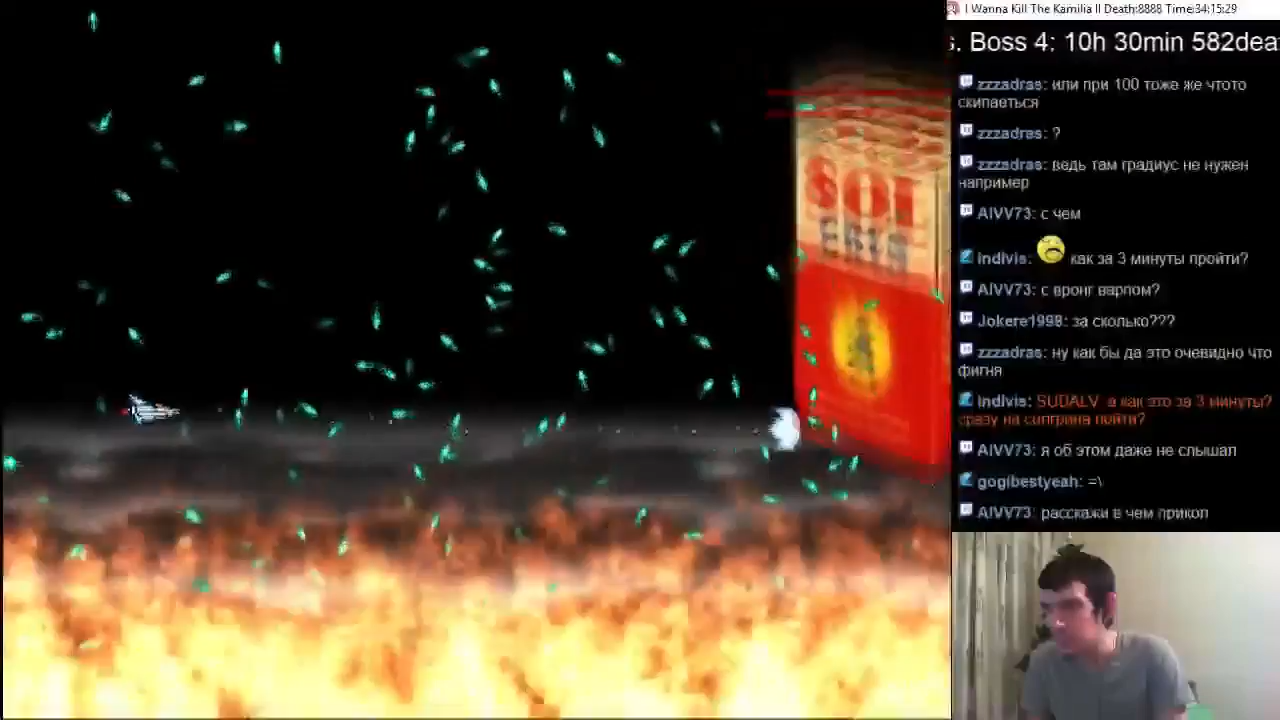 I Wanna Kill The Kamilia II Death:8888 Time:34:15:29
s. Boss 4: 10h 30min 582dea
zzzadras: или при 100 тоже же чтото
скипаеться
zzzadras: ?
zzzadras: ведь там градиус не нужен
например
AIVV73: с чем
Indivis: как за 3 минуты пройти?
AIVV73: с вронг варпом?
Jokere1998: за сколько???
zzzadras: ну как бы да это очевидно что
фигня
Indivis: SUDALV а как это за 3 минуты?
сразу на солгрина пойти?
AIVV73: я об этом даже не слышал
gogibestyeah: =\
AIVV73: расскажи в чем прикол
SOL